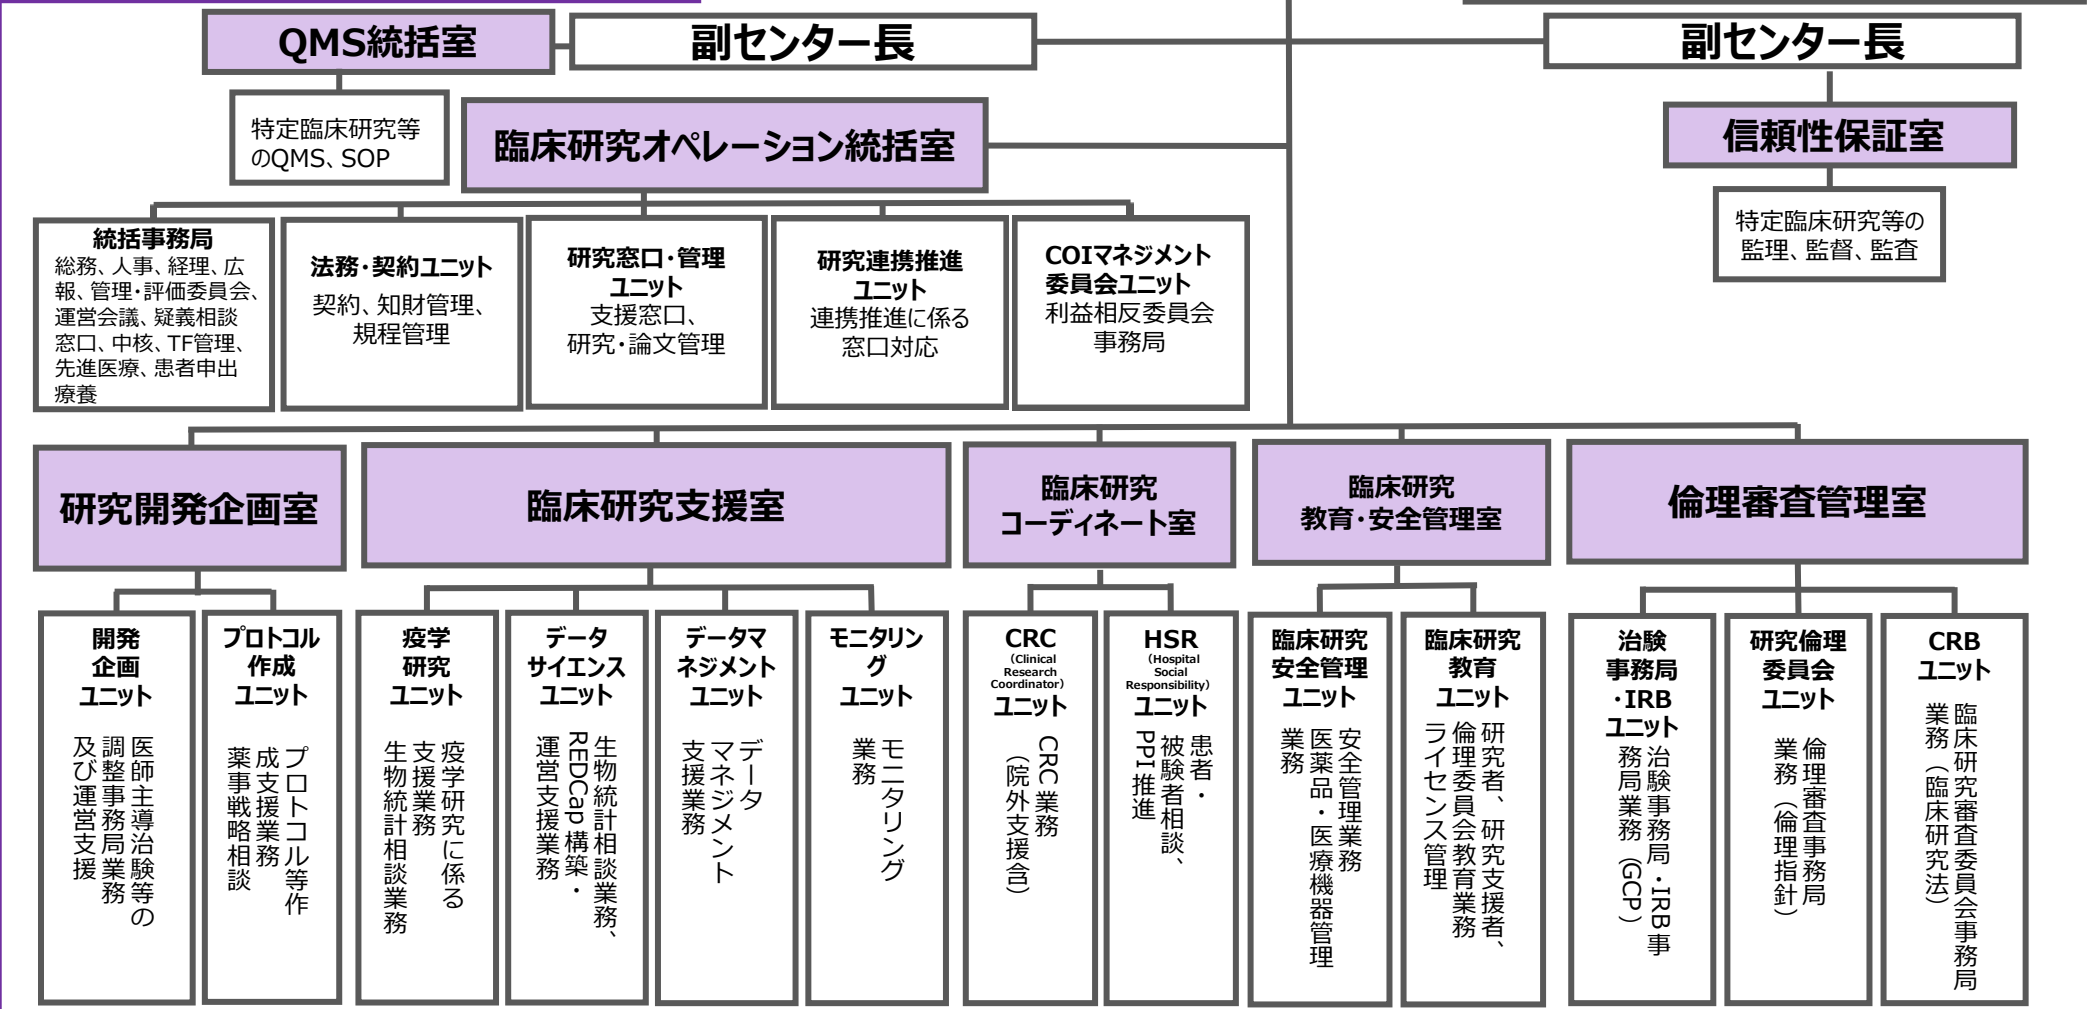 QMS統括室
副センター長
副センター長
特定臨床研究等
のQMS、SOP
臨床研究オペレーション統括室
信頼性保証室
特定臨床研究等の
監理、監督、監査
統括事務局
総務、人事、経理、広
報、管理・評価委員会、
運営会議、疑義相談
窓口、中核、TF管理、
先進医療、患者申出
療養
法務・契約ユニット
契約、知財管理、
規程管理
研究窓口・管理
ユニット
支援窓口、
研究・論文管理
研究連携推進
ユニット
連携推進に係る
窓口対応
COIマネジメント
委員会ユニット
利益相反委員会
事務局
研究開発企画室
臨床研究支援室
臨床研究
コーディネート室
臨床研究
教育・安全管理室
倫理審査管理室
開発
企画
ユニット
医師主導治験等の
調整事務局業務
及び運営支援
プロトコル
作成
ユニット
プロトコル等作
成支援業務
薬事戦略相談
疫学
研究
ユニット
疫学研究に係る
支援業務
生物統計相談業務
データ
サイエンス
ユニット
生物統計相談業務、
REDCap構築・
運営支援業務
データマ
ネジメント
ユニット
データ
マネジメント
支援業務
モニタリン
グ
ユニット
モニタリング
業務
CRC
(Clinical
Research
Coordinator)
ユニット
CRC業務
（院外支援含）
HSR
(Hospital
Social
Responsibility)
ユニット
患者・
被験者相談、
PPI推進
臨床研究
安全管理
ユニット
安全管理業務
医薬品・医療機器管理
業務
臨床研究
教育
ユニット
研究者、研究支援者、
倫理委員会教育業務
ライセンス管理
治験
事務局
・IRB
ユニット
治験事務局・IRB事
務局業務（GCP）
研究倫理
委員会
ユニット
倫理審査事務局
業務（倫理指針）
CRB
ユニット
臨床研究審査委員会事務局
業務（臨床研究法）